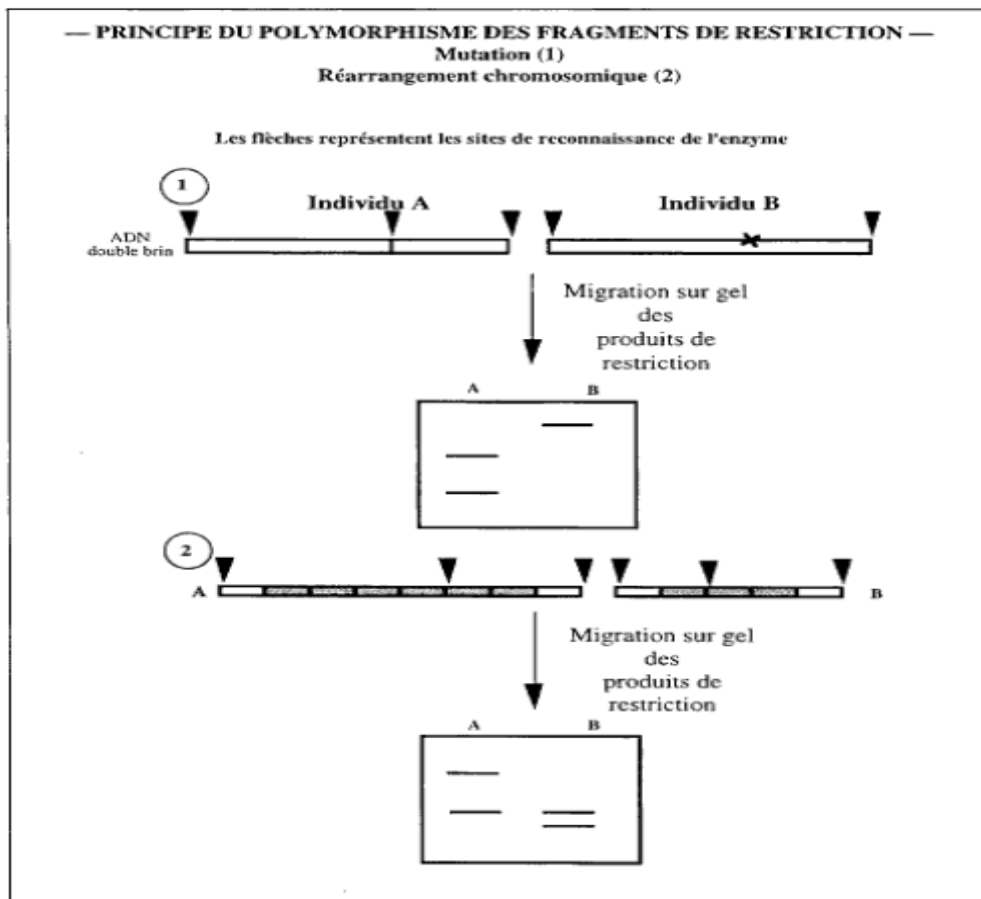 — PRINCIPE DU POLYMORPHISME DES FRAGMENTS DE RESTRICTION —
Mutation (1)
Réarrangement chromosomique (2)
Les flèches représentent les sites de reconnaissance de l'enzyme
1
Individu A
Individu B
ADN
double brin
Migration sur gel
des
produits de
restriction
A B
2
A B
Migration sur gel
des
produits de
restriction
A B